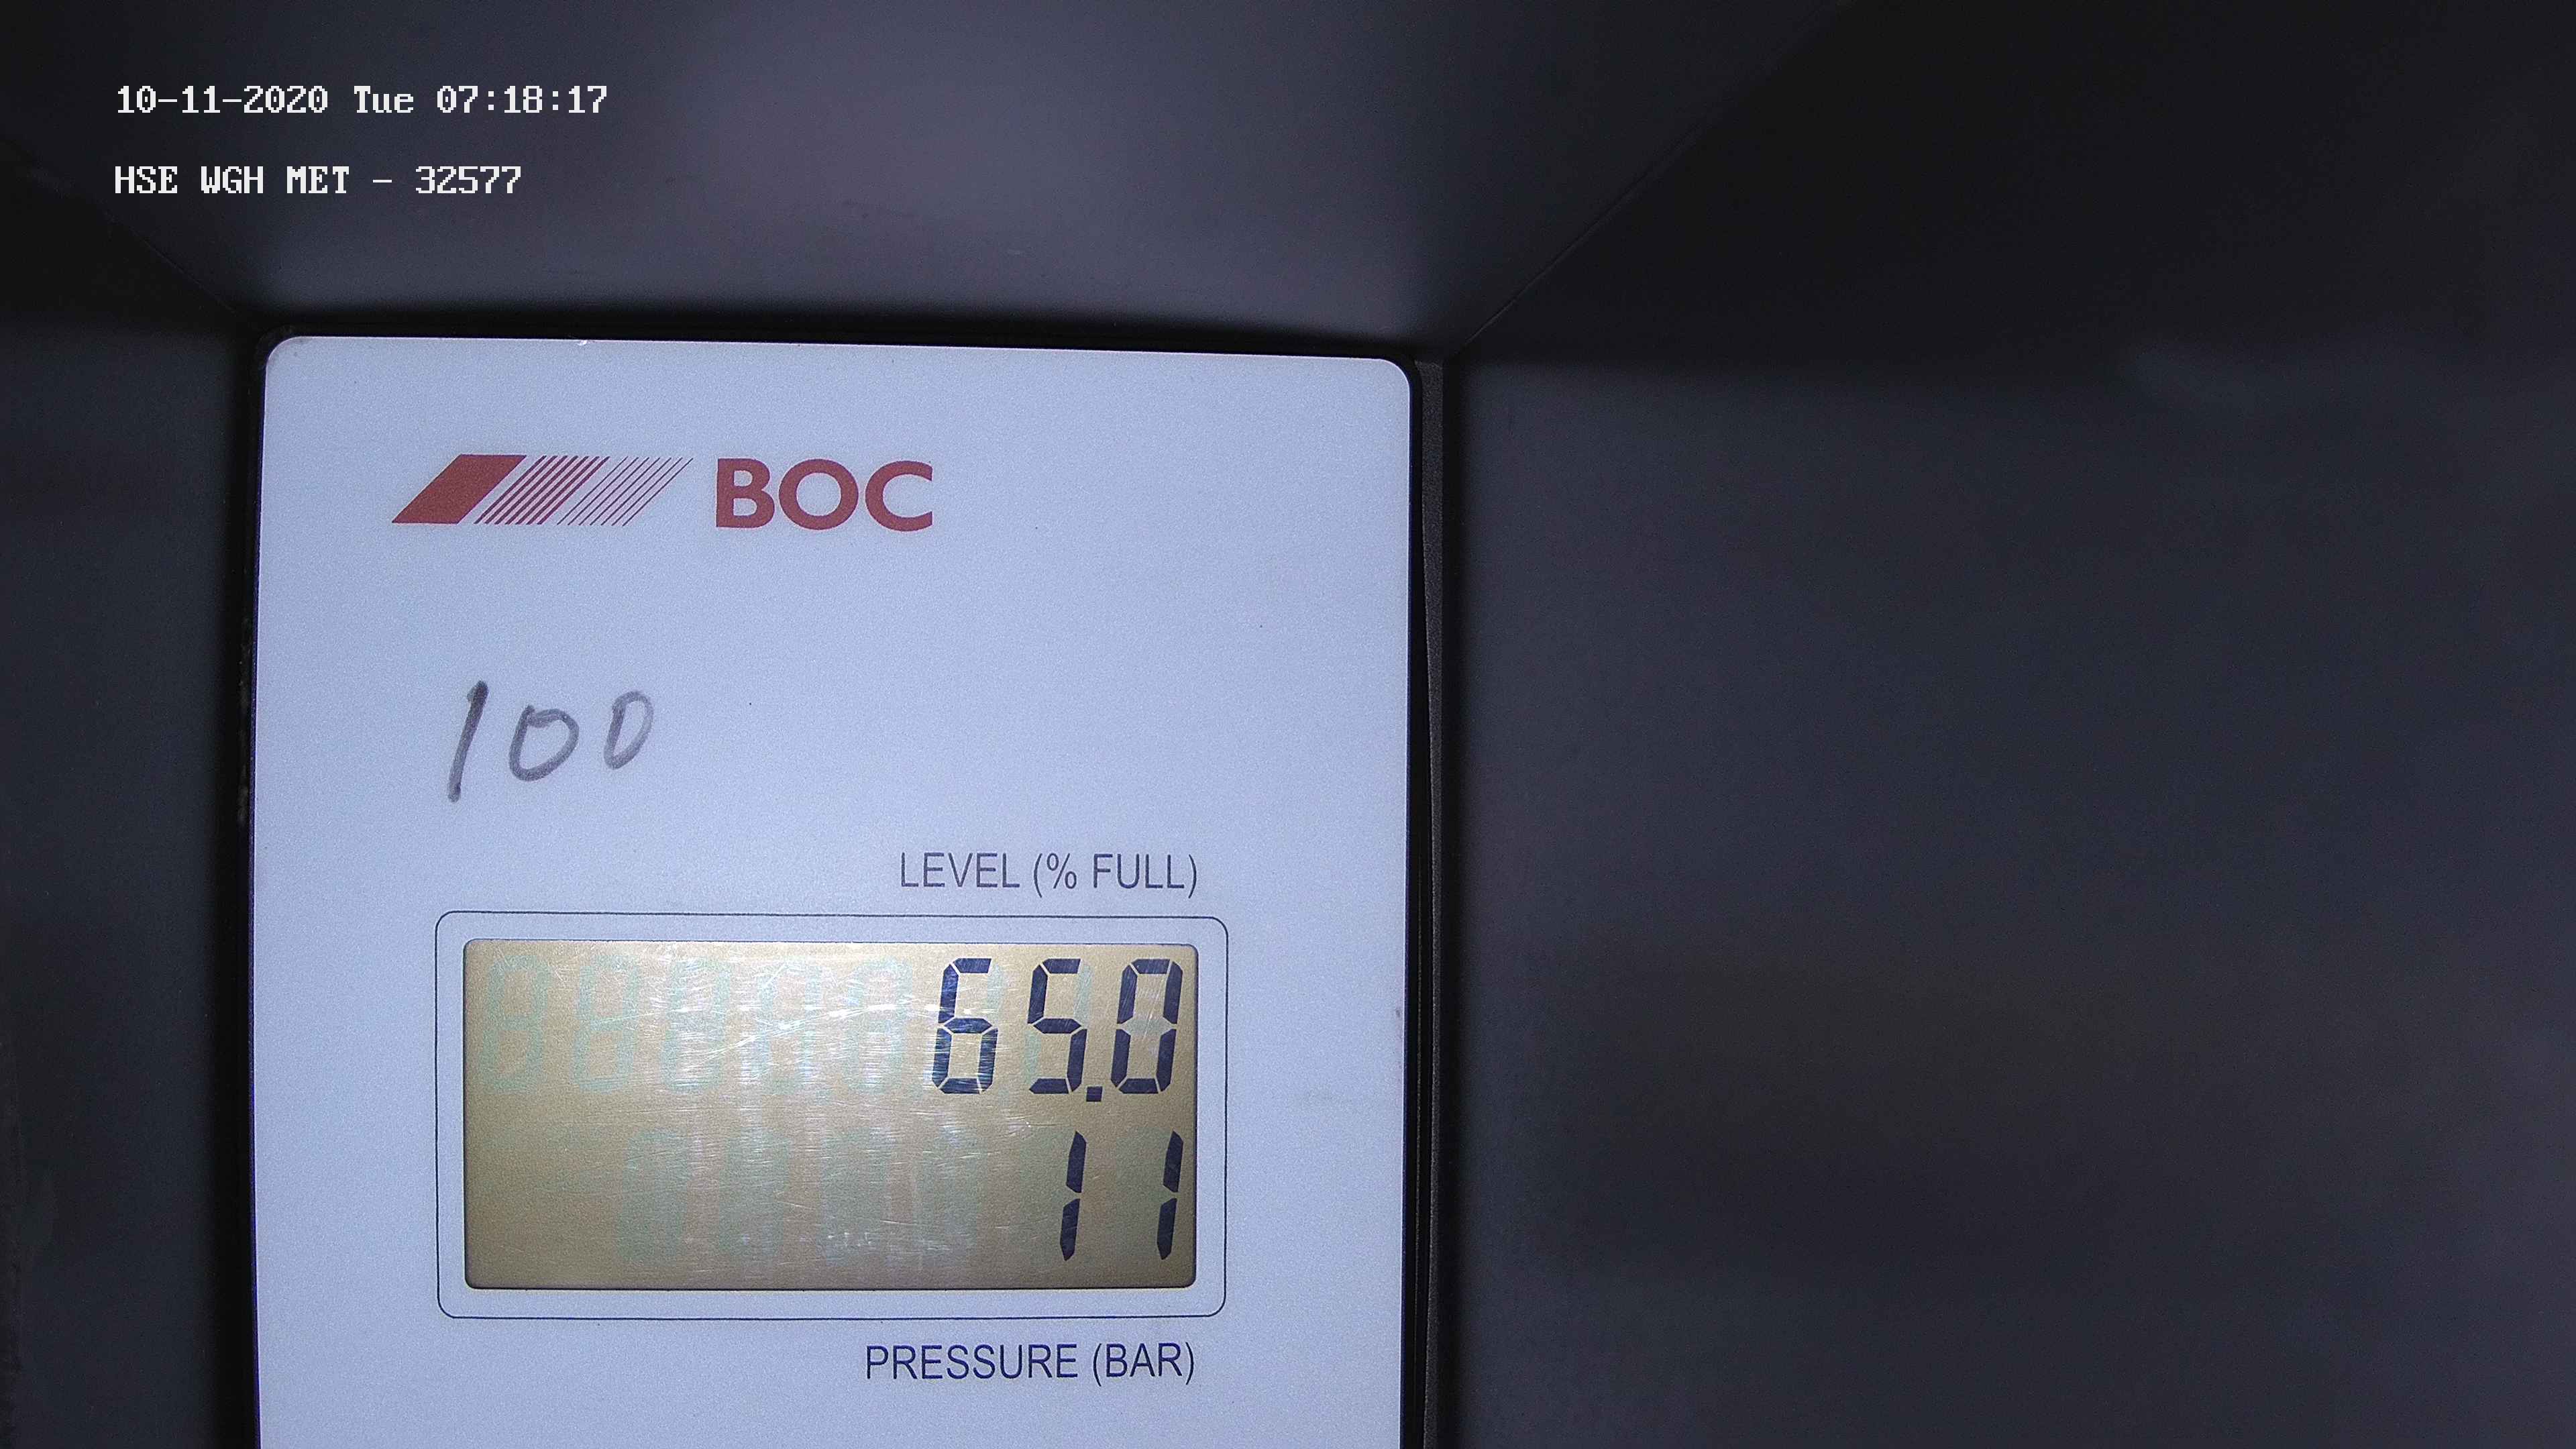 10-11-2020 Tue 07:18:17
HSE WGH MET - 32577
BOC
100
LEVEL (% FULL)
65.0
11
PRESSURE (BAR)